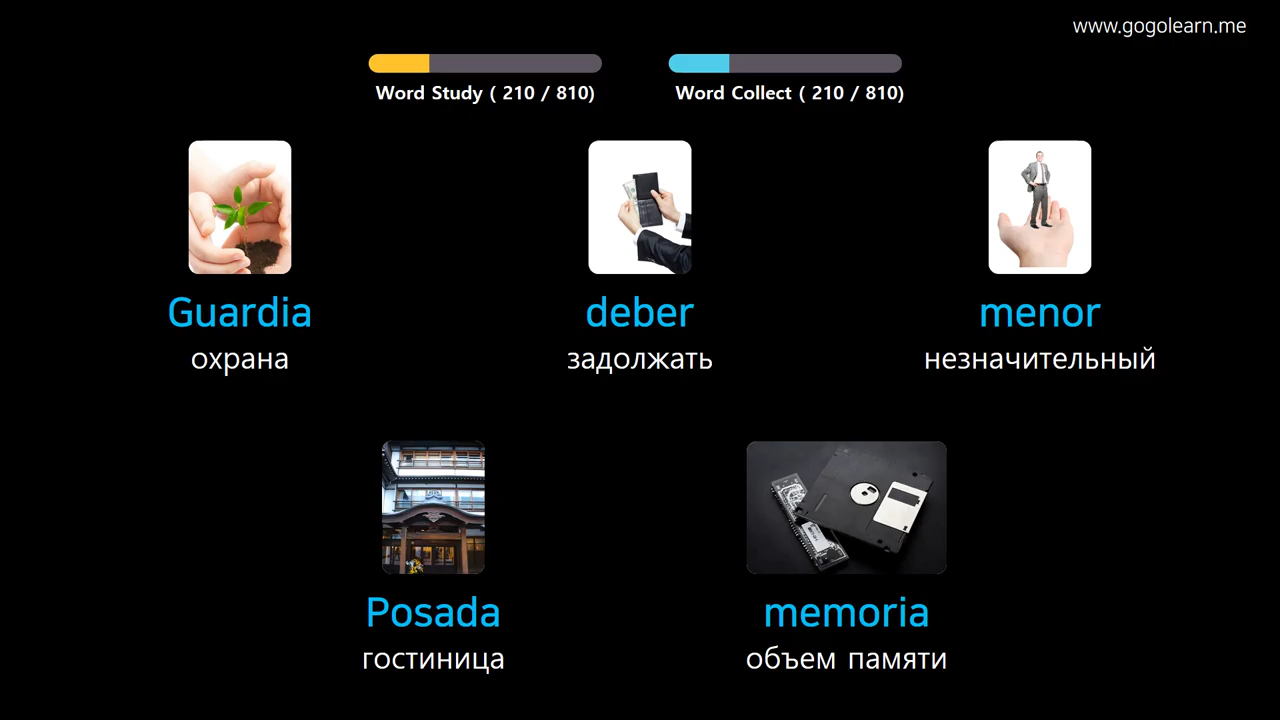 www.gogolearn.me
Word Study ( 210 / 810)
Word Collect ( 210 / 810)
Guardia
охрана
deber
задолжать
menor
незначительный
Posada
гостиница
memoria
объем памяти